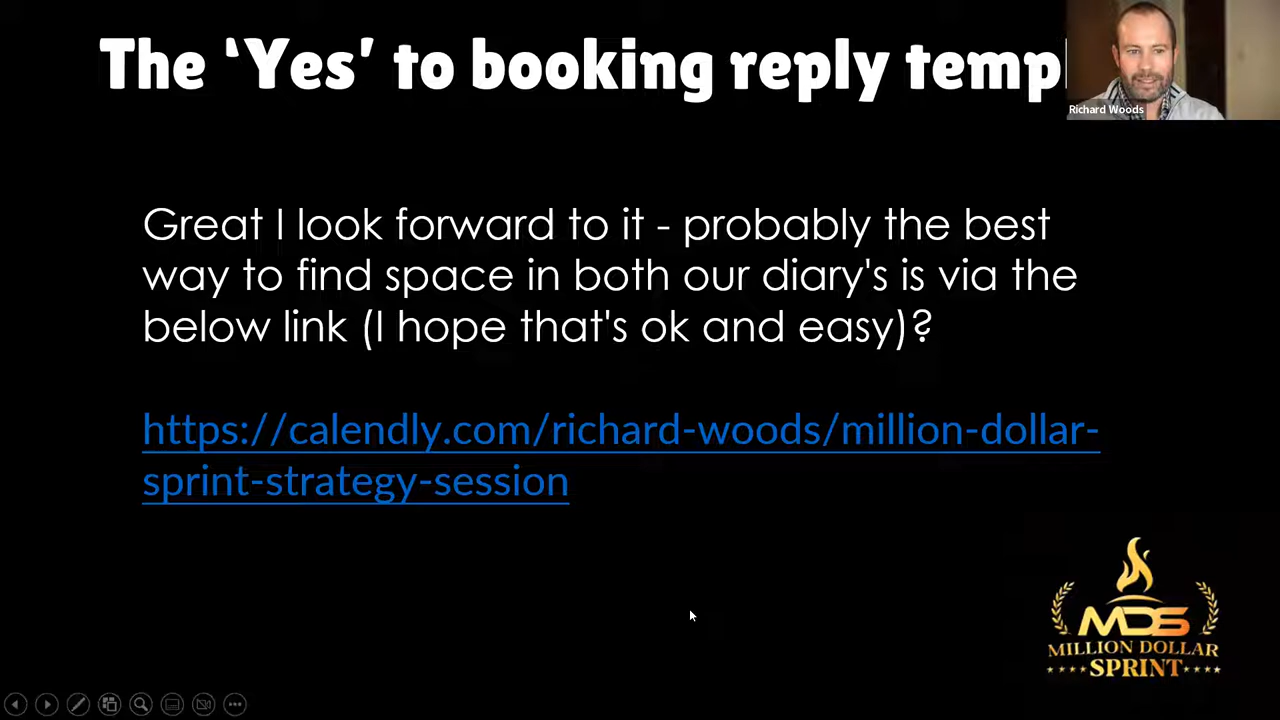 The ‘Yes’ to booking reply temp
Richard Woods
Great I look forward to it - probably the best
way to find space in both our diary's is via the
below link (I hope that's ok and easy)?
https://calendly.com/richard-woods/million-dollar-
sprint-strategy-session
MDS
MILLION DOLLAR
SPRINT